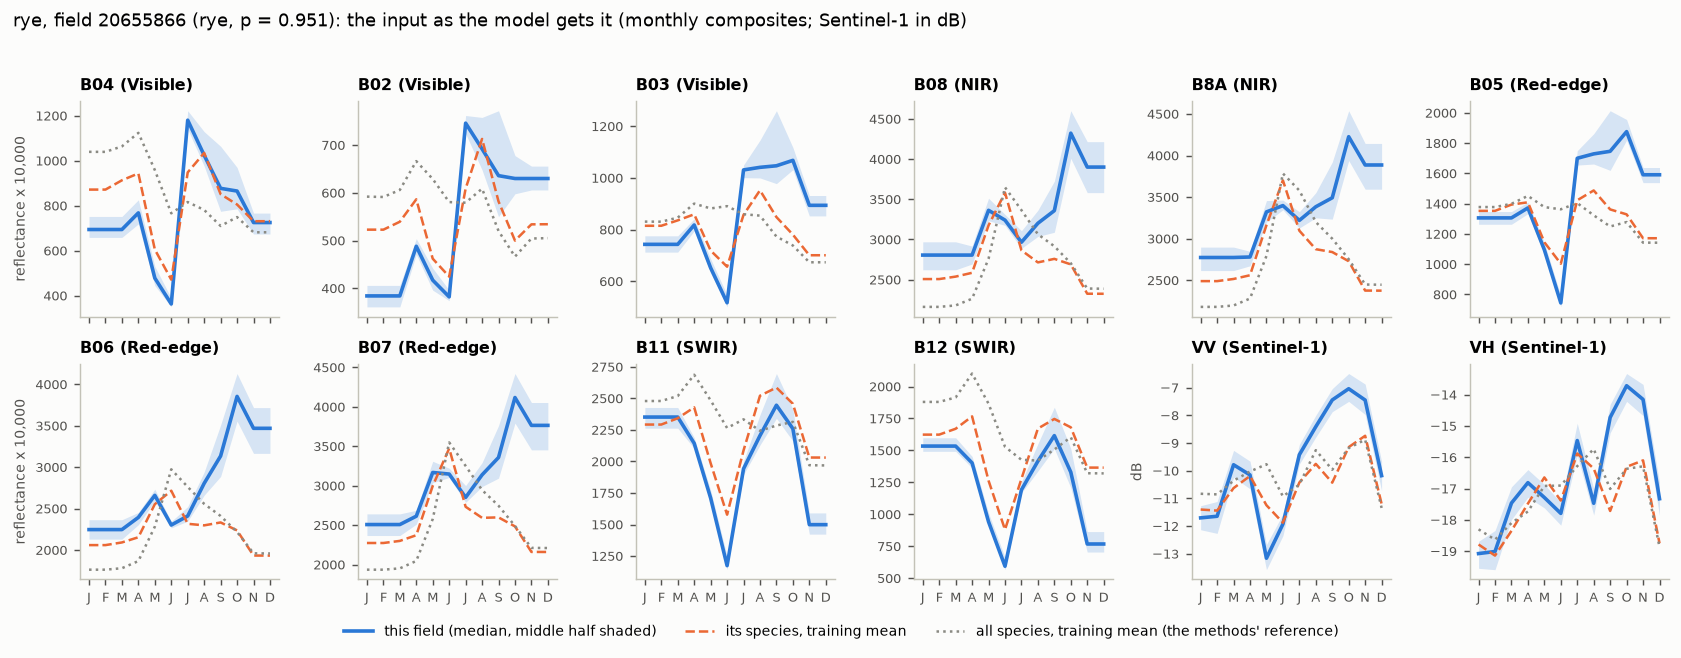 rye, field 20655866 (rye, p = 0.951): the input as the model gets it (monthly composites; Sentinel-1 in dB)
B04 (Visible)
B02 (Visible)
B03 (Visible)
B08 (NIR)
B8A (NIR)
B05 (Red-edge)
reflectance x 10,000
1200
1000
800
600
400
700
600
500
400
1200
1000
800
600
4500
4000
3500
3000
2500
4500
4000
3500
3000
2500
2000
1800
1600
1400
1200
1000
800
B06 (Red-edge)
B07 (Red-edge)
B11 (SWIR)
B12 (SWIR)
VV (Sentinel-1)
VH (Sentinel-1)
reflectance x 10,000
4000
3500
3000
2500
2000
4500
4000
3500
3000
2500
2000
2750
2500
2250
2000
1750
1500
1250
2000
1750
1500
1250
1000
750
500
dB
−7
−8
−9
−10
−11
−12
−13
−14
−15
−16
−17
−18
−19
J F M A M J J A S O N D
J F M A M J J A S O N D
J F M A M J J A S O N D
J F M A M J J A S O N D
J F M A M J J A S O N D
J F M A M J J A S O N D
this field (median, middle half shaded)
its species, training mean
all species, training mean (the methods' reference)